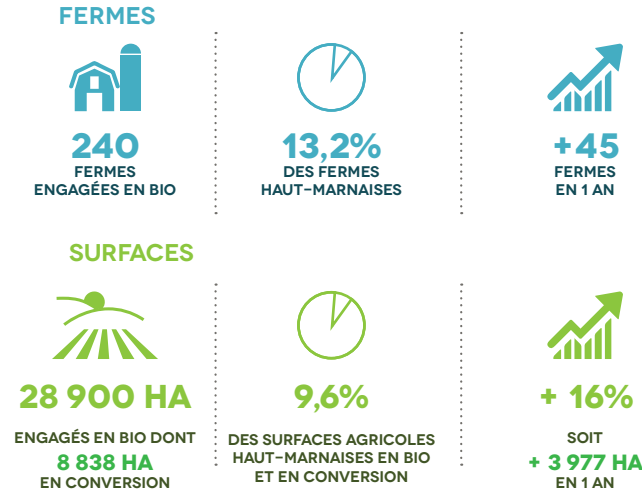 FERMES
240
FERMES
ENGAGÉES EN BIO
13,2%
DES FERMES
HAUT-MARNAISES
+45
FERMES
EN 1 AN
SURFACES
28 900 HA
ENGAGÉS EN BIO DONT
8 838 HA
EN CONVERSION
9,6%
DES SURFACES AGRICOLES
HAUT-MARNAISES EN BIO
ET EN CONVERSION
+ 16%
SOIT
+ 3 977 HA
EN 1 AN